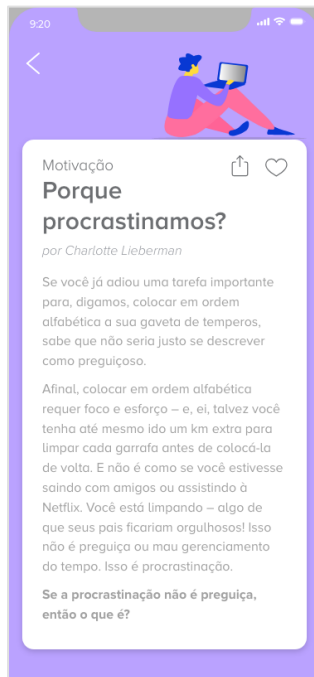 9:20
Motivação
Porque
procrastinamos?
por Charlotte Lieberman
Se você já adiou uma tarefa importante
para, digamos, colocar em ordem
alfabética a sua gaveta de temperos,
sabe que não seria justo se descrever
como preguiçoso.
Afinal, colocar em ordem alfabética
requer foco e esforço – e, ei, talvez você
tenha até mesmo ido um km extra para
limpar cada garrafa antes de colocá-la
de volta. E não é como se você estivesse
saindo com amigos ou assistindo à
Netflix. Você está limpando – algo de
que seus pais ficariam orgulhosos! Isso
não é preguiça ou mau gerenciamento
do tempo. Isso é procrastinação.
Se a procrastinação não é preguiça,
então o que é?